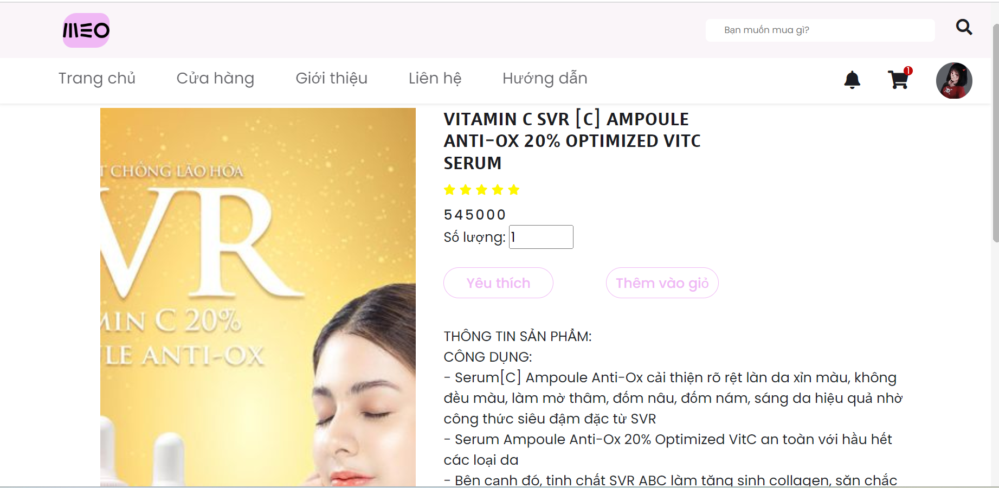 MEO
Bạn muốn mua gì?
Trang chủ
Cửa hàng
Giới thiệu
Liên hệ
Hướng dẫn
1
T CHỐNG LÃO HÓA
VR
MIN C 20%
ULE ANTI-OX
VITAMIN C SVR [C] AMPOULE
ANTI-OX 20% OPTIMIZED VITC
SERUM
545000
Số lượng: 1
Yêu thích
Thêm vào giỏ
THÔNG TIN SẢN PHẨM:
CÔNG DỤNG:
- Serum[C] Ampoule Anti-Ox cải thiện rõ rệt làn da xỉn màu, không
đều màu, làm mờ thâm, đốm nâu, đốm nám, sáng da hiệu quả nhờ
công thức siêu đậm đặc từ SVR
- Serum Ampoule Anti-Ox 20% Optimized VitC an toàn với hầu hết
các loại da
- Bên cạnh đó, tinh chất SVR ABC làm tăng sinh collagen, săn chắc